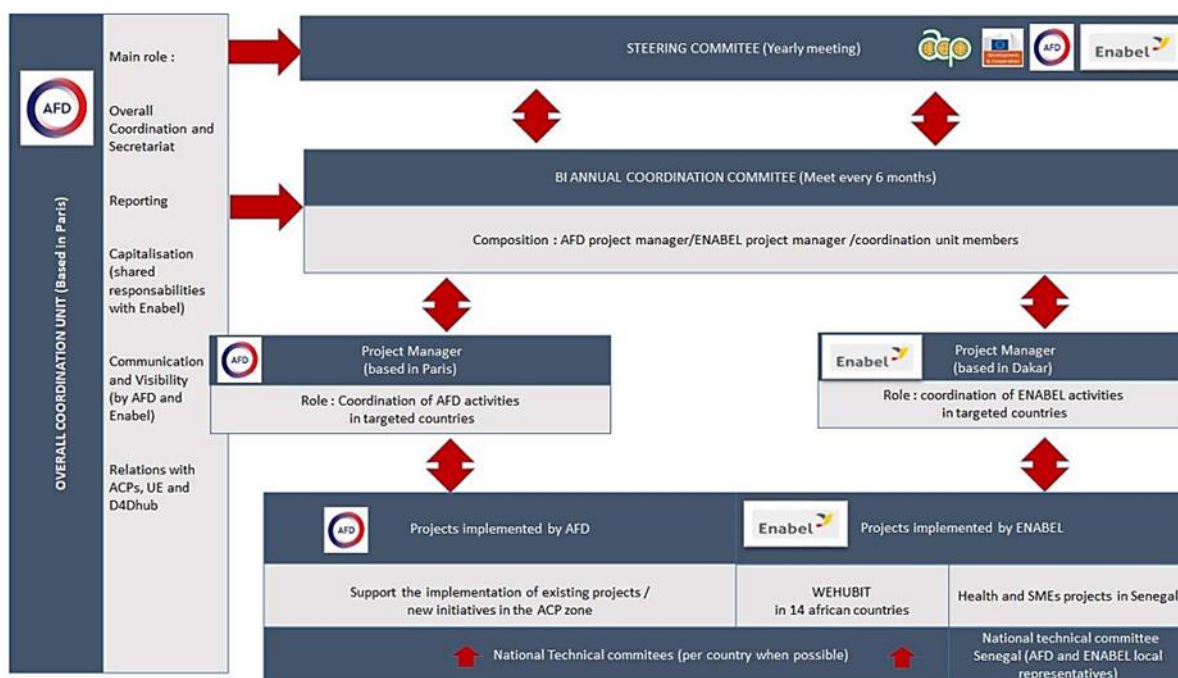 AFD
OVERALL COORDINATION UNIT (Based in Paris)
Main role :
Overall
Coordination and
Secretariat
Reporting
Capitalisation
(shared
responsabilities
with Enabel)
Communication
and Visibility
(by AFD and
Enabel)
Relations with
ACPs, UE and
D4Dhub
STEERING COMMITEE (Yearly meeting)
acp
AFD
Enabel
BI ANNUAL COORDINATION COMMITEE (Meet every 6 months)
Composition : AFD project manager/ENABEL project manager /coordination unit members
AFD
Project Manager
(based in Paris)
Role : Coordination of AFD activities
in targeted countries
Enabel
Project Manager
(based in Dakar)
Role : coordination of ENABEL activities
in targeted countries
AFD
Projects implemented by AFD
Enabel
Projects implemented by ENABEL
Support the implementation of existing projects /
new initiatives in the ACP zone
WEHUBIT
in 14 african countries
Health and SMEs projects in Senegal
National Technical commitees (per country when possible)
National technical committee
Senegal (AFD and ENABEL local
representatives)